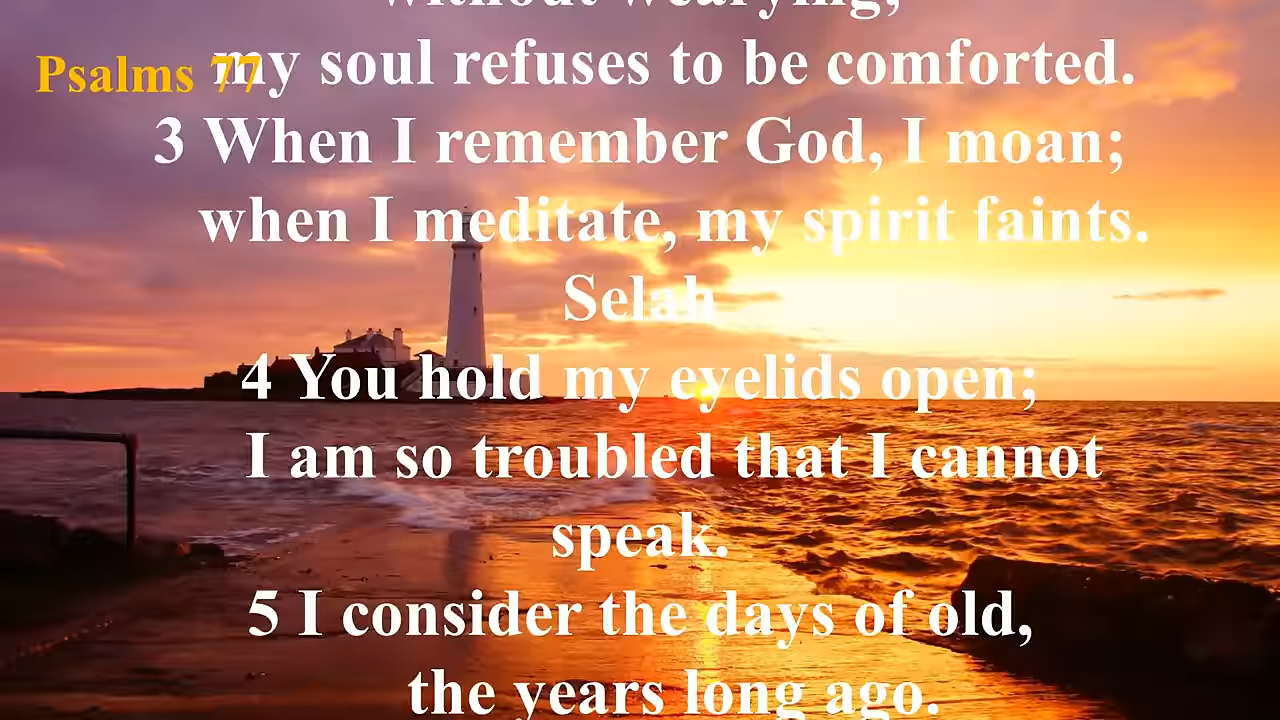 without wearying;
Psalms 77
my soul refuses to be comforted.
3 When I remember God, I moan;
when I meditate, my spirit faints.
Selah
4 You hold my eyelids open;
I am so troubled that I cannot
speak.
5 I consider the days of old,
the years long ago.